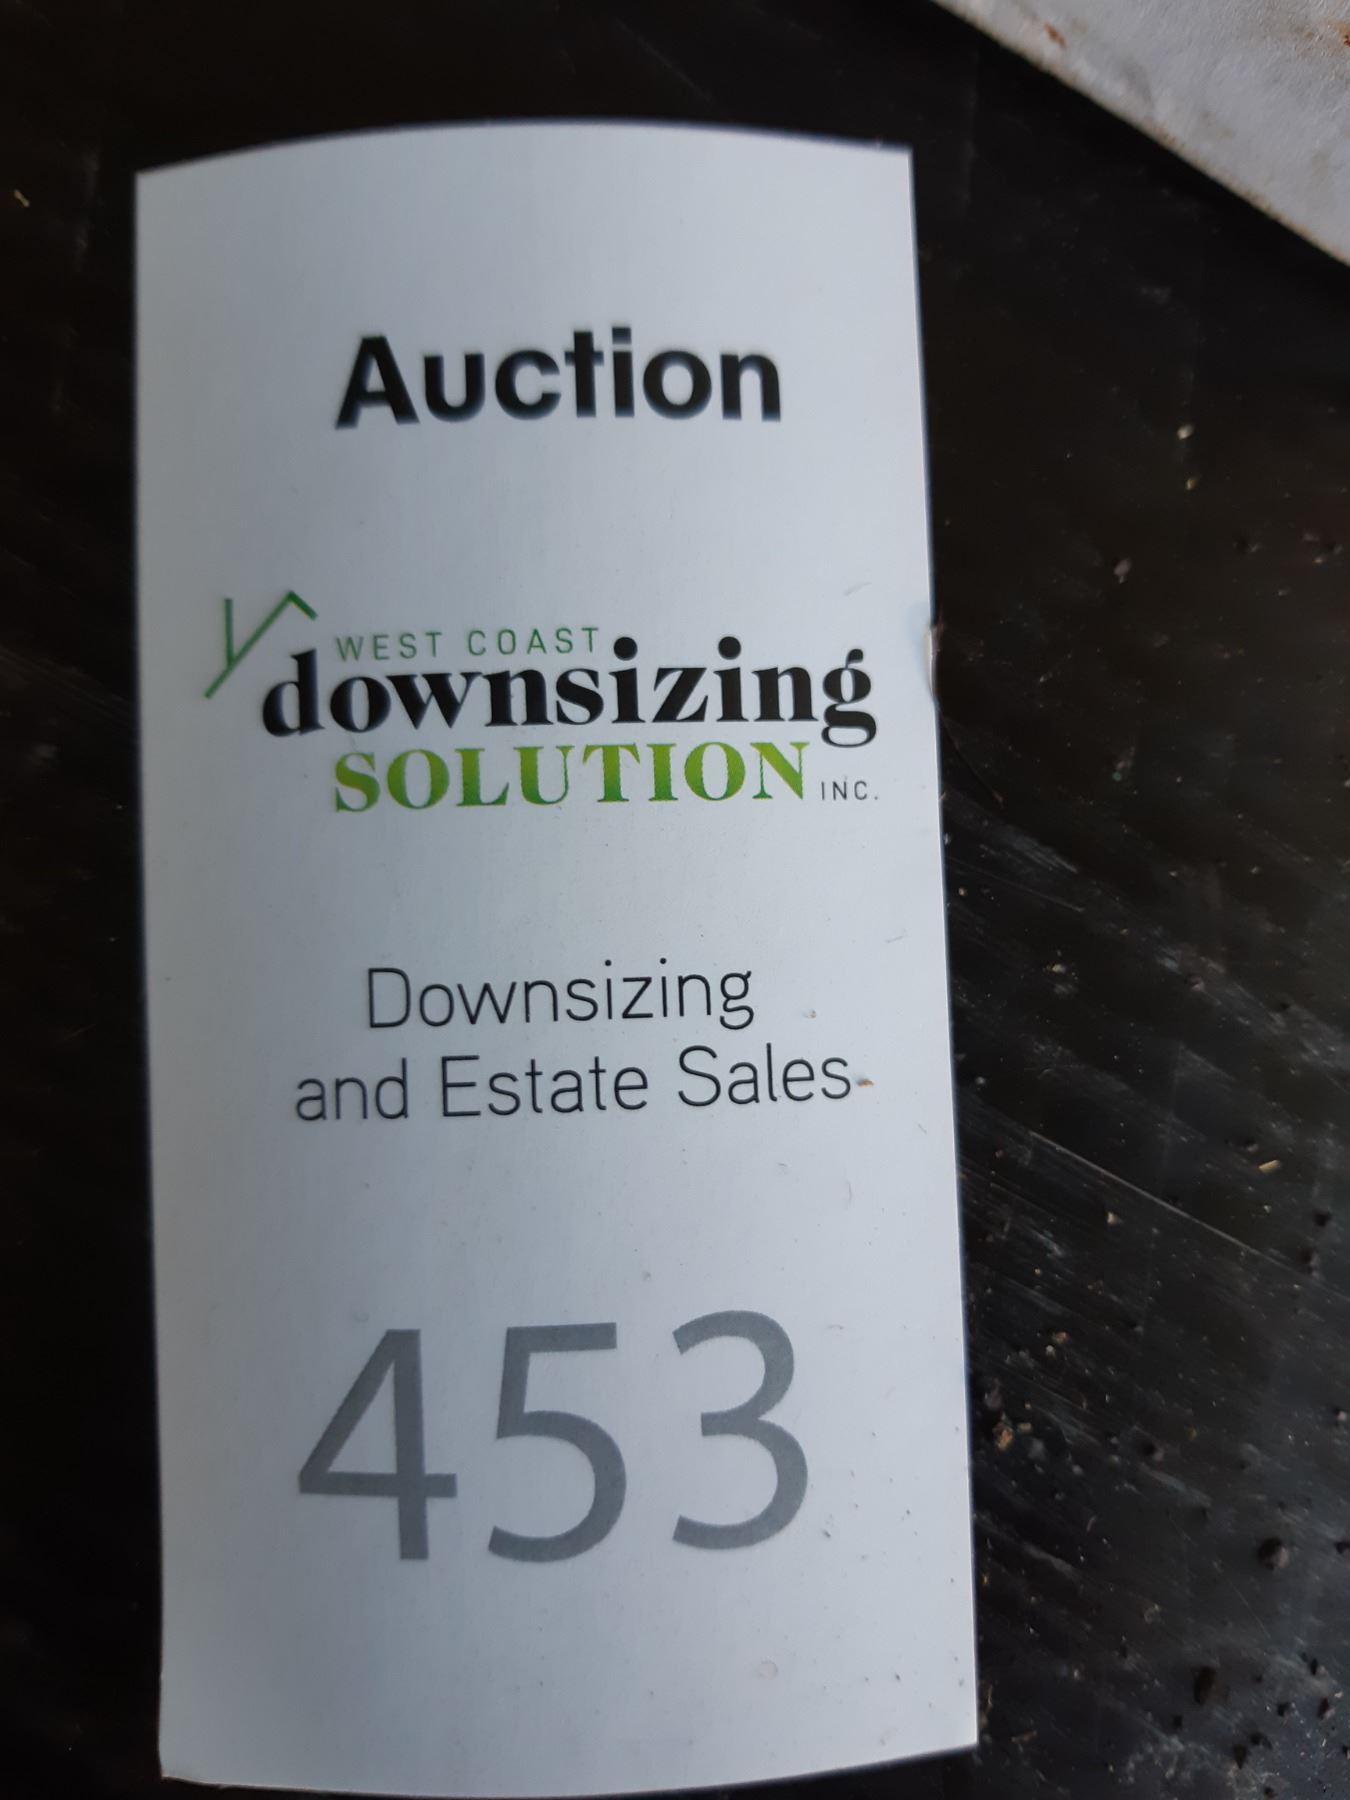 Auction
WEST COAST
downsizing
SOLUTION INC.
Downsizing
and Estate Sales
453